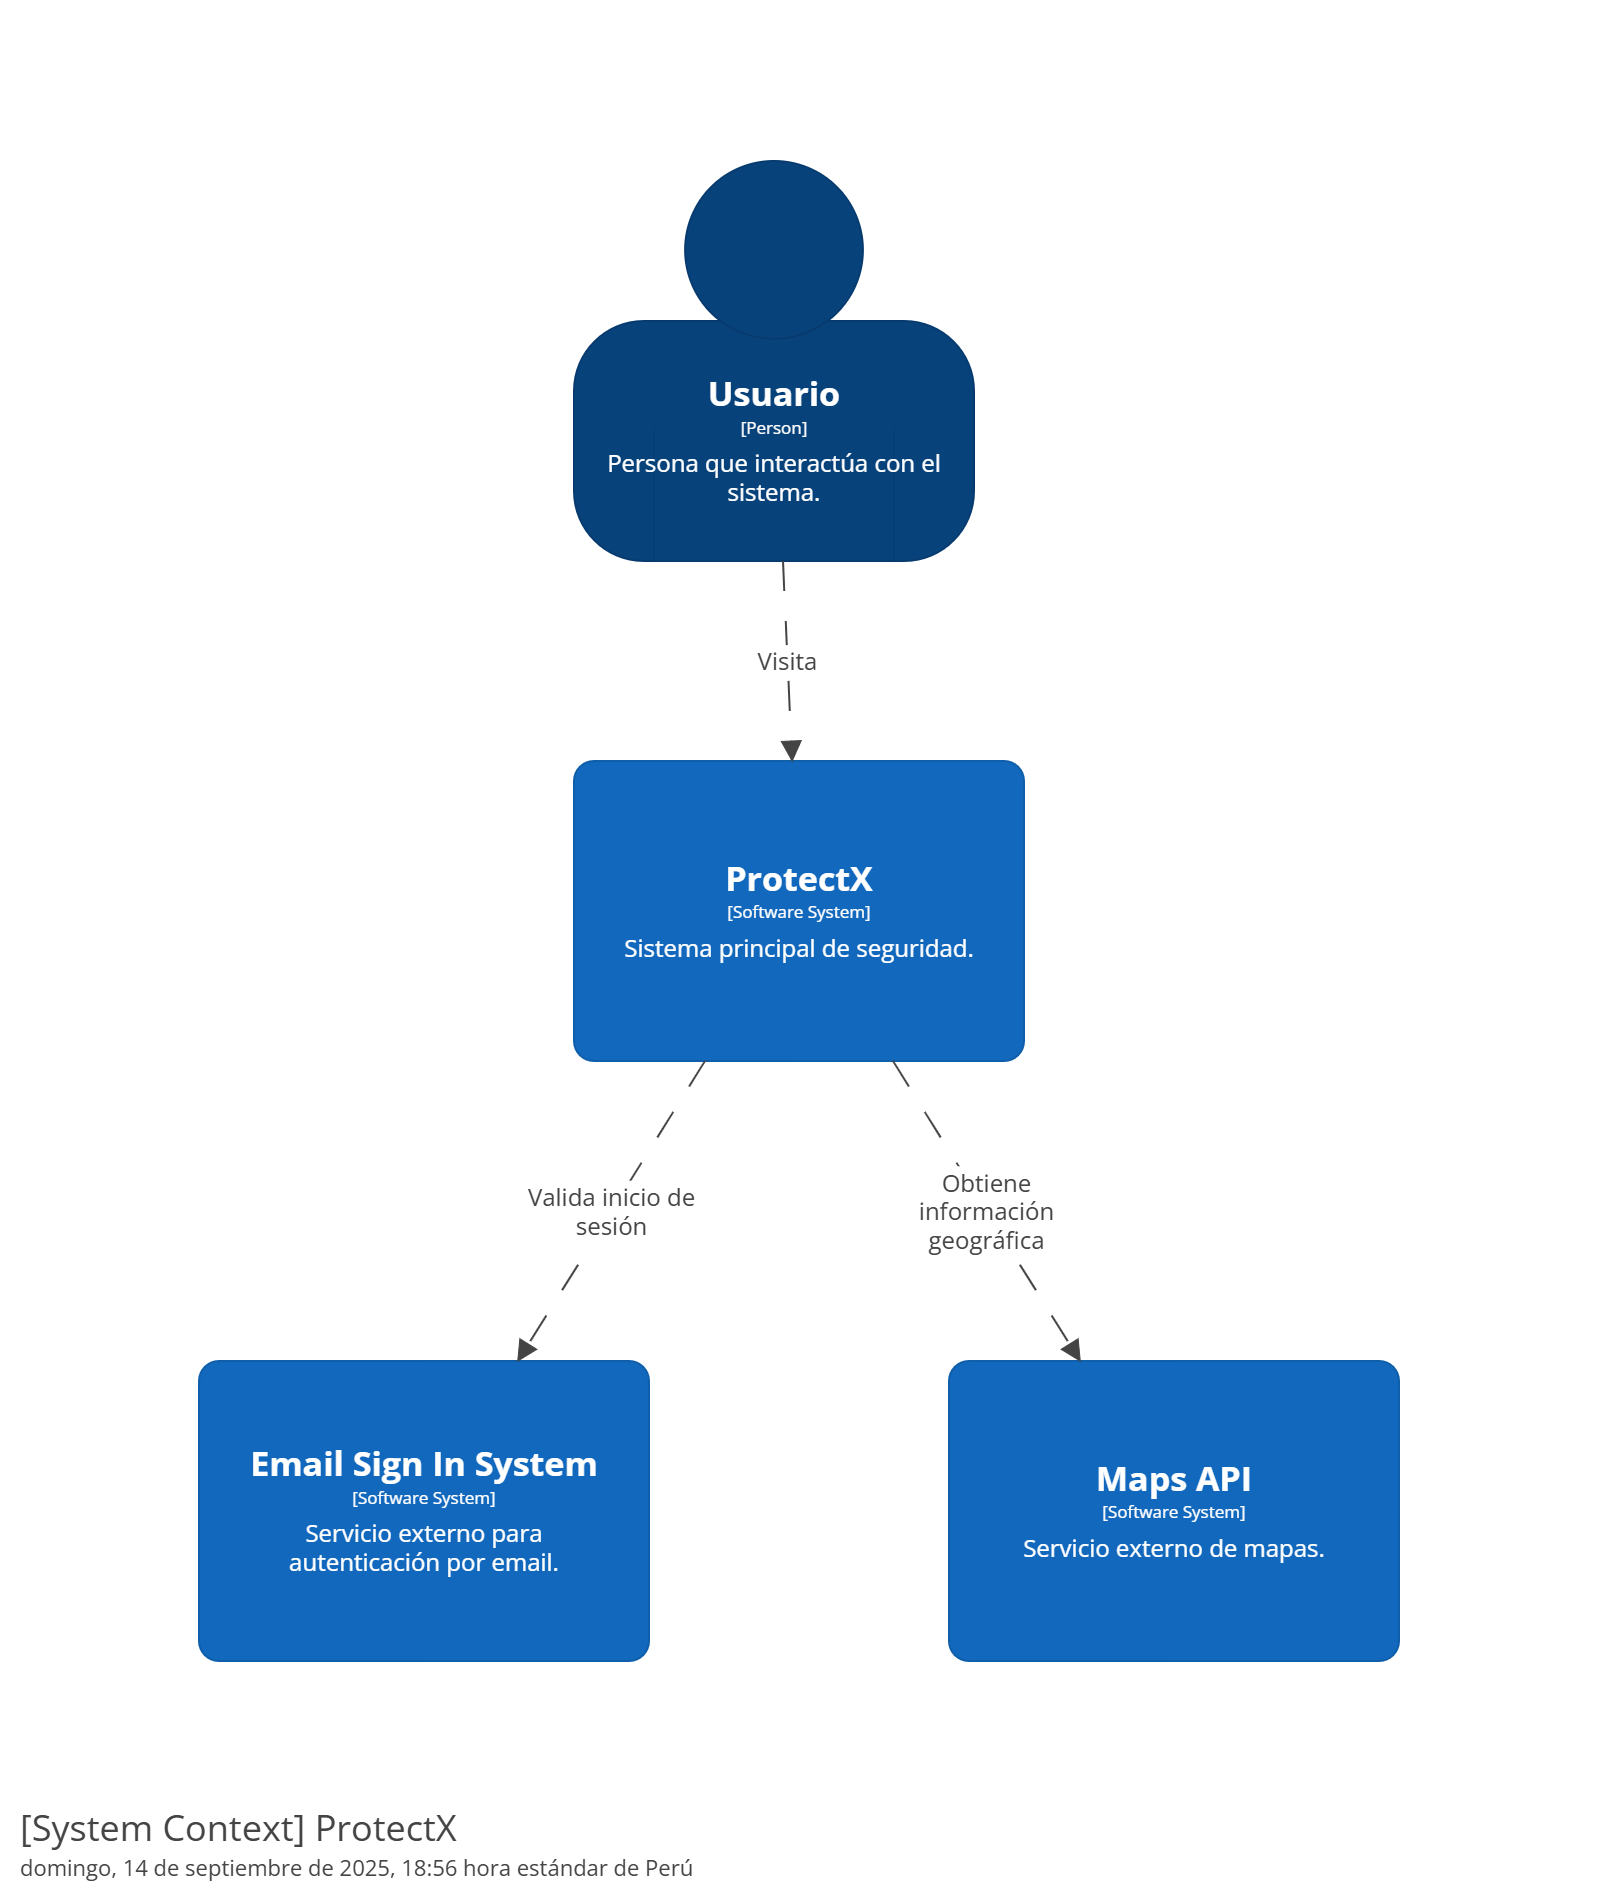 Usuario
[Person]
Persona que interactúa con el
sistema.
Visita
ProtectX
[Software System]
Sistema principal de seguridad.
Valida inicio de
sesión
Obtiene
información
geográfica
Email Sign In System
[Software System]
Servicio externo para
autenticación por email.
Maps API
[Software System]
Servicio externo de mapas.
[System Context] ProtectX
domingo, 14 de septiembre de 2025, 18:56 hora estándar de Perú